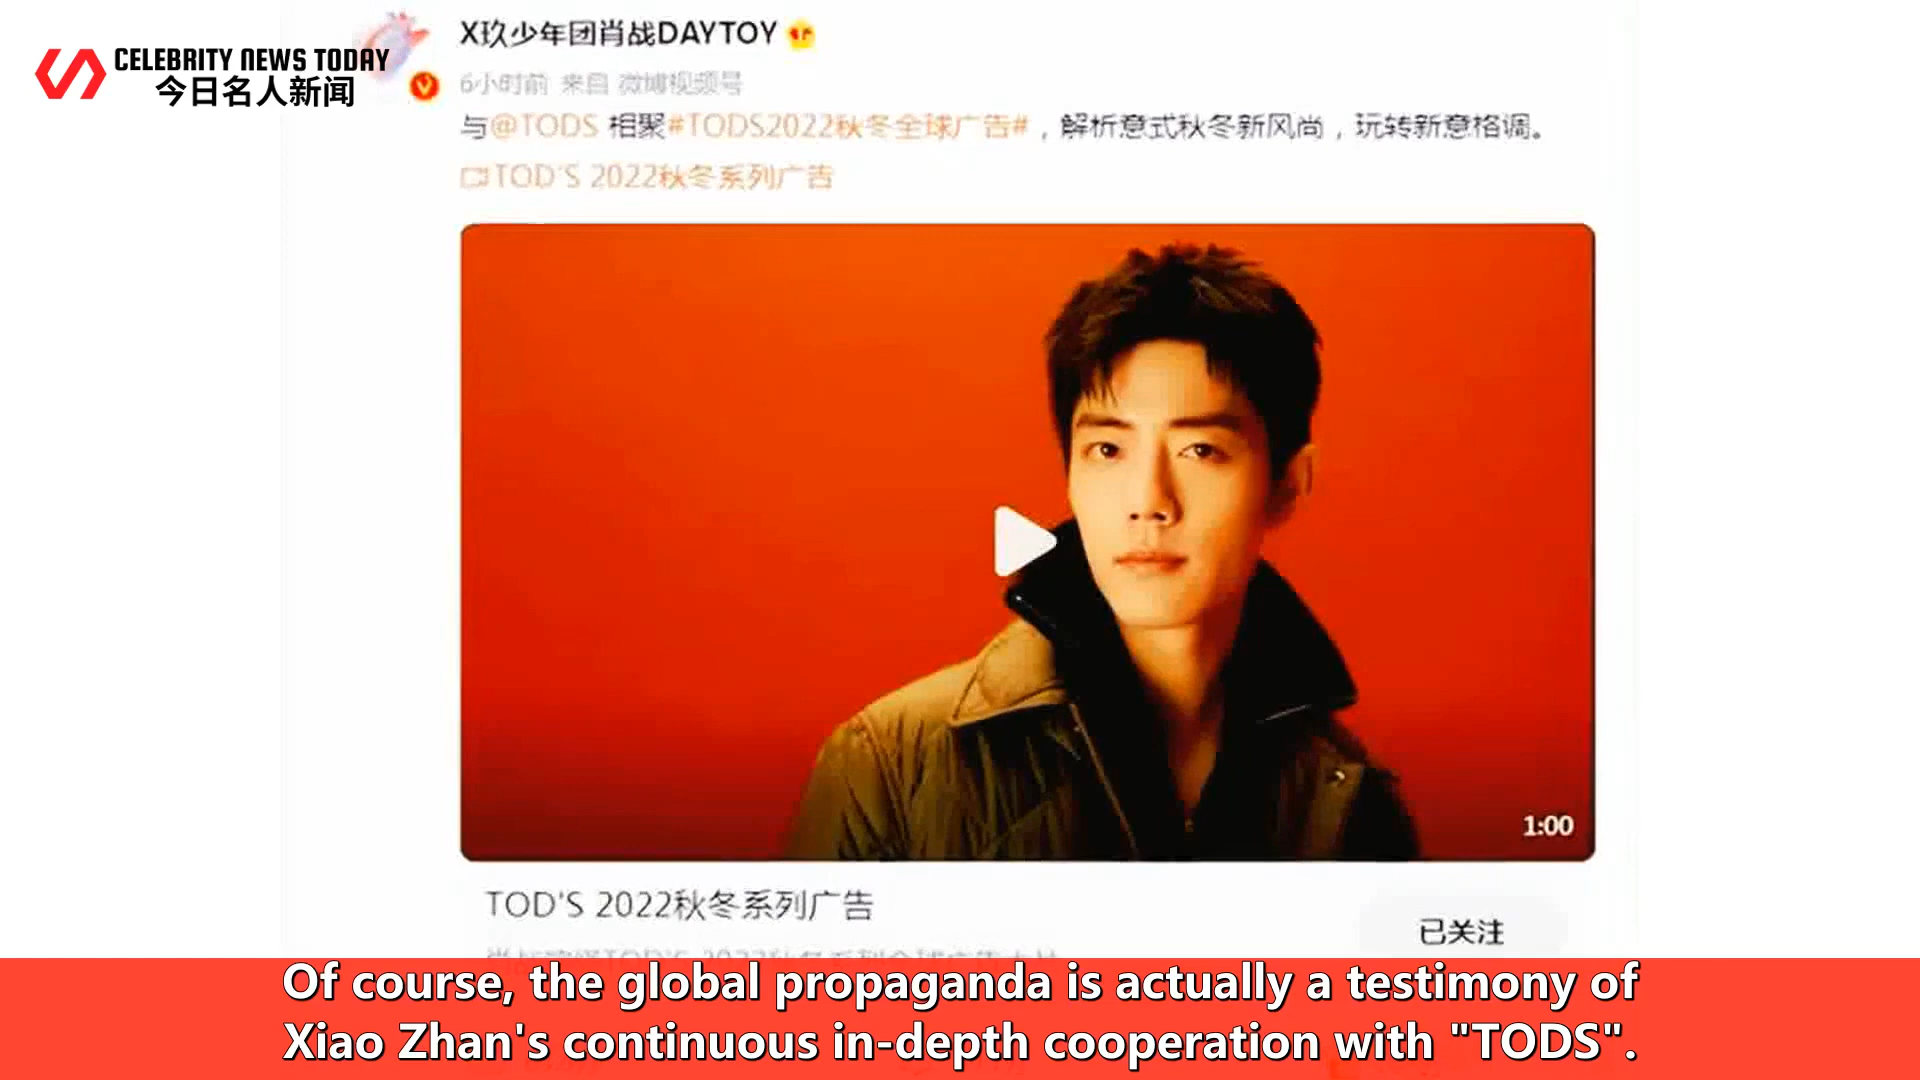 X玖少年团肖战DAYTOY
CELEBRITY NEWS TODAY
今日名人新闻
6小时前 来自 微博视频号
与@TODS 相聚#TODS2022秋冬全球广告#，解析意式秋冬新风尚，玩转新意格调。
TOD'S 2022秋冬系列广告
1:00
TOD'S 2022秋冬系列广告
已关注
Of course, the global propaganda is actually a testimony of
Xiao Zhan's continuous in-depth cooperation with "TODS".